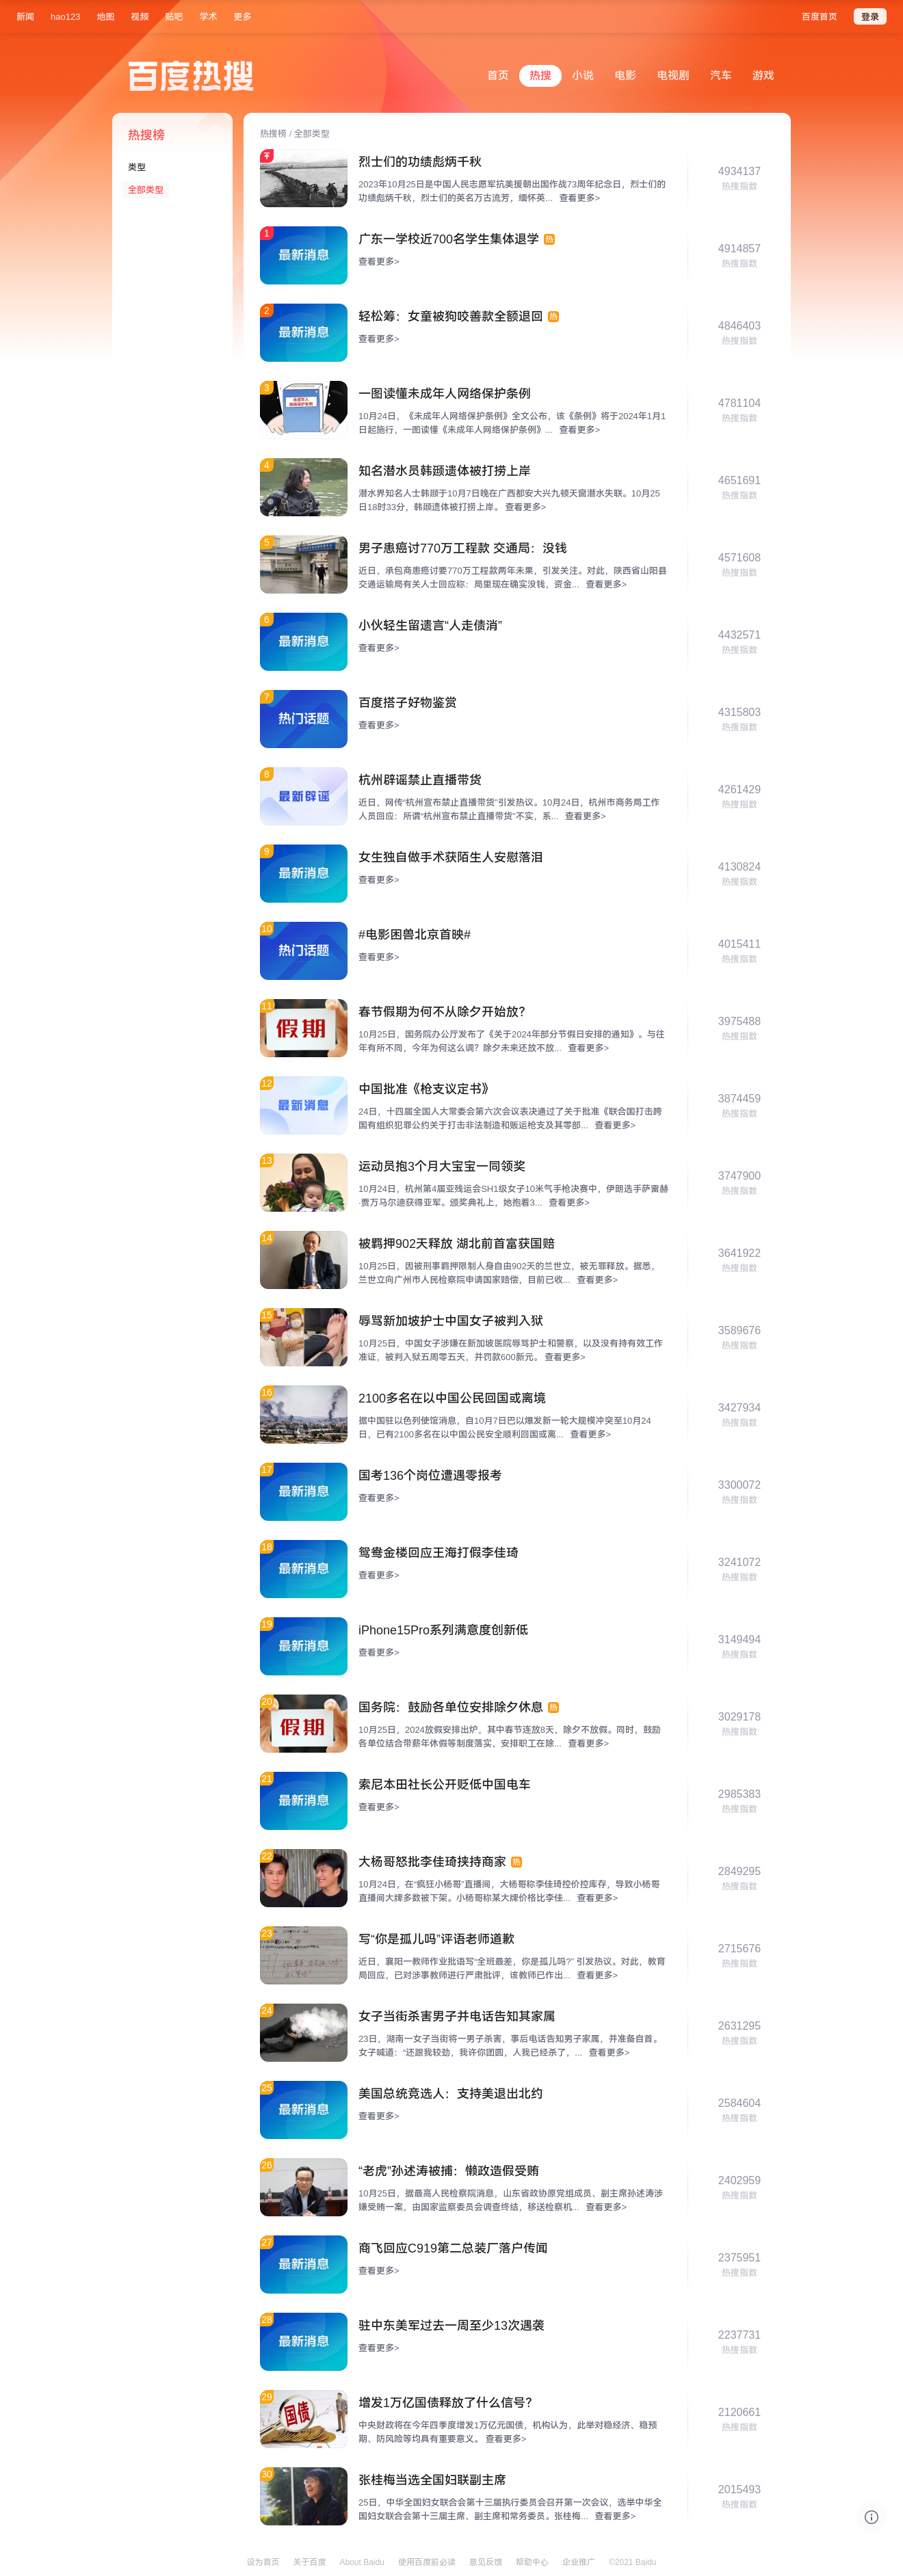 新闻 hao123 地图 视频 贴吧 学术 更多 百度首页 登录
百度热搜
首页 热搜 小说 电影 电视剧 汽车 游戏
热搜榜
类型
全部类型
热搜榜 / 全部类型
烈士们的功绩彪炳千秋
2023年10月25日是中国人民志愿军抗美援朝出国作战73周年纪念日，烈士们的
功绩彪炳千秋，烈士们的英名万古流芳，缅怀英... 查看更多>
4934137
热搜指数
1
最新消息
广东一学校近700名学生集体退学 热
查看更多>
4914857
热搜指数
2
最新消息
轻松筹：女童被狗咬善款全额退回 热
查看更多>
4846403
热搜指数
3
一图读懂未成年人网络保护条例
10月24日，《未成年人网络保护条例》全文公布，该《条例》将于2024年1月1
日起施行，一图读懂《未成年人网络保护条例》... 查看更多>
4781104
热搜指数
4
知名潜水员韩颋遗体被打捞上岸
潜水界知名人士韩颋于10月7日晚在广西都安大兴九顿天窗潜水失联。10月25
日18时33分，韩颋遗体被打捞上岸。 查看更多>
4651691
热搜指数
5
男子患癌讨770万工程款 交通局：没钱
近日，承包商患癌讨要770万工程款两年未果，引发关注。对此，陕西省山阳县
交通运输局有关人士回应称：局里现在确实没钱，资金... 查看更多>
4571608
热搜指数
6
最新消息
小伙轻生留遗言“人走债消”
查看更多>
4432571
热搜指数
7
热门话题
百度搭子好物鉴赏
查看更多>
4315803
热搜指数
8
最新辟谣
杭州辟谣禁止直播带货
近日，网传“杭州宣布禁止直播带货”引发热议。10月24日，杭州市商务局工作
人员回应：所谓“杭州宣布禁止直播带货”不实，系... 查看更多>
4261429
热搜指数
9
最新消息
女生独自做手术获陌生人安慰落泪
查看更多>
4130824
热搜指数
10
热门话题
#电影困兽北京首映#
查看更多>
4015411
热搜指数
11
假期
春节假期为何不从除夕开始放？
10月25日，国务院办公厅发布了《关于2024年部分节假日安排的通知》。与往
年有所不同，今年为何这么调？除夕未来还放不放... 查看更多>
3975488
热搜指数
12
最新消息
中国批准《枪支议定书》
24日，十四届全国人大常委会第六次会议表决通过了关于批准《联合国打击跨
国有组织犯罪公约关于打击非法制造和贩运枪支及其零部... 查看更多>
3874459
热搜指数
13
运动员抱3个月大宝宝一同领奖
10月24日，杭州第4届亚残运会SH1级女子10米气手枪决赛中，伊朗选手萨雷赫
·贾万马尔迪获得亚军。颁奖典礼上，她抱着3... 查看更多>
3747900
热搜指数
14
被羁押902天释放 湖北前首富获国赔
10月25日，因被刑事羁押限制人身自由902天的兰世立，被无罪释放。据悉，
兰世立向广州市人民检察院申请国家赔偿，目前已收... 查看更多>
3641922
热搜指数
15
辱骂新加坡护士中国女子被判入狱
10月25日，中国女子涉嫌在新加坡医院辱骂护士和警察，以及没有持有效工作
准证，被判入狱五周零五天，并罚款600新元。 查看更多>
3589676
热搜指数
16
2100多名在以中国公民回国或离境
据中国驻以色列使馆消息，自10月7日巴以爆发新一轮大规模冲突至10月24
日，已有2100多名在以中国公民安全顺利回国或离... 查看更多>
3427934
热搜指数
17
最新消息
国考136个岗位遭遇零报考
查看更多>
3300072
热搜指数
18
最新消息
鸳鸯金楼回应王海打假李佳琦
查看更多>
3241072
热搜指数
19
最新消息
iPhone15Pro系列满意度创新低
查看更多>
3149494
热搜指数
20
假期
国务院：鼓励各单位安排除夕休息 热
10月25日，2024放假安排出炉，其中春节连放8天，除夕不放假。同时，鼓励
各单位结合带薪年休假等制度落实，安排职工在除... 查看更多>
3029178
热搜指数
21
最新消息
索尼本田社长公开贬低中国电车
查看更多>
2985383
热搜指数
22
大杨哥怒批李佳琦挟持商家 热
10月24日，在“疯狂小杨哥”直播间，大杨哥称李佳琦控价控库存，导致小杨哥
直播间大牌多数被下架。小杨哥称某大牌价格比李佳... 查看更多>
2849295
热搜指数
23
写“你是孤儿吗”评语老师道歉
近日，襄阳一教师作业批语写“全班最差，你是孤儿吗？” 引发热议。对此，教育
局回应，已对涉事教师进行严肃批评，该教师已作出... 查看更多>
2715676
热搜指数
24
女子当街杀害男子并电话告知其家属
23日，湖南一女子当街将一男子杀害，事后电话告知男子家属，并准备自首。
女子喊道：“还跟我较劲，我许你团圆，人我已经杀了，... 查看更多>
2631295
热搜指数
25
最新消息
美国总统竞选人：支持美退出北约
查看更多>
2584604
热搜指数
26
“老虎”孙述涛被捕：懒政造假受贿
10月25日，据最高人民检察院消息，山东省政协原党组成员、副主席孙述涛涉
嫌受贿一案，由国家监察委员会调查终结，移送检察机... 查看更多>
2402959
热搜指数
27
最新消息
商飞回应C919第二总装厂落户传闻
查看更多>
2375951
热搜指数
28
最新消息
驻中东美军过去一周至少13次遇袭
查看更多>
2237731
热搜指数
29
国债
增发1万亿国债释放了什么信号？
中央财政将在今年四季度增发1万亿元国债，机构认为，此举对稳经济、稳预
期、防风险等均具有重要意义。 查看更多>
2120661
热搜指数
30
张桂梅当选全国妇联副主席
25日，中华全国妇女联合会第十三届执行委员会召开第一次会议，选举中华全
国妇女联合会第十三届主席、副主席和常务委员。张桂梅... 查看更多>
2015493
热搜指数
设为首页 关于百度 About Baidu 使用百度前必读 意见反馈 帮助中心 企业推广 ©2021 Baidu